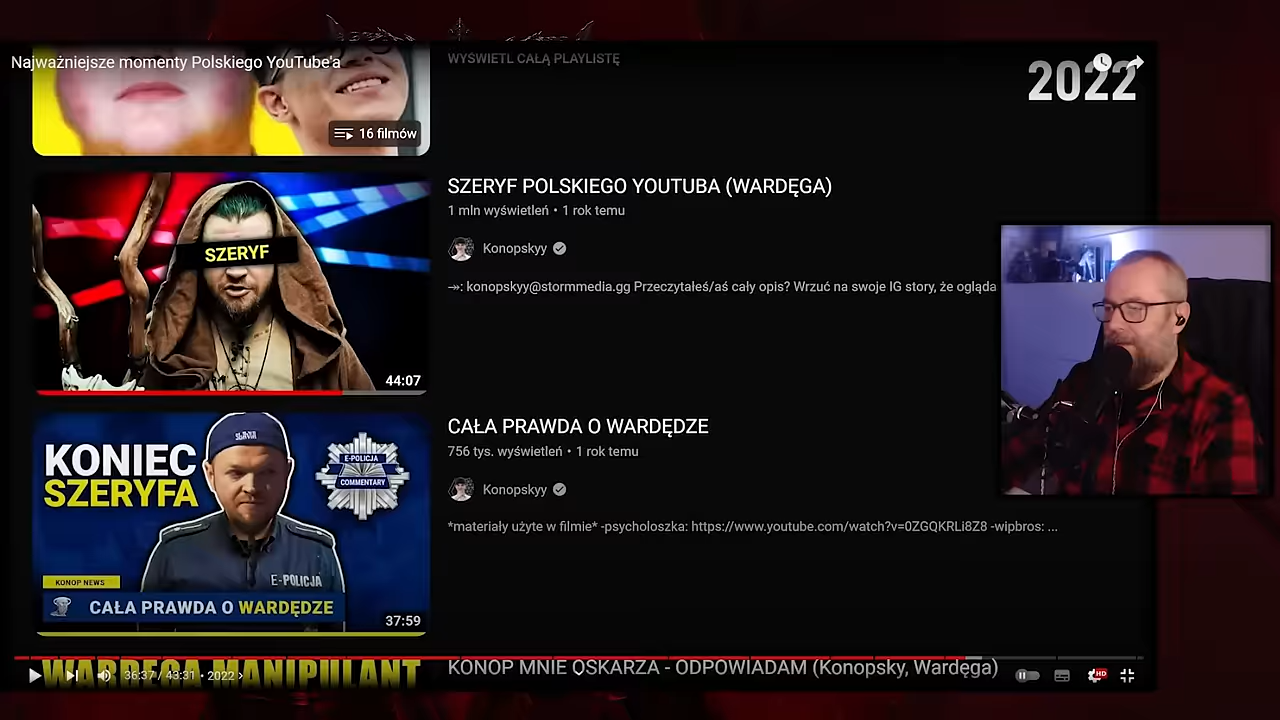 Najważniejsze momenty Polskiego YouTube'a
WYŚWIETL CAŁĄ PLAYLISTĘ
2022
16 filmów
SZERYF POLSKIEGO YOUTUBA (WARDĘGA)
1 mln wyświetleń • 1 rok temu
SZERYF
Konopskyy
→: konopskyy@stormmedia.gg Przeczytałeś/aś cały opis? Wrzuć na swoje IG story, że ogląda
44:07
CAŁA PRAWDA O WARDĘDZE
756 tys. wyświetleń • 1 rok temu
KONIEC
SZERYFA
E-POLICJA
COMMENTARY
Konopskyy
*materiały użyte w filmie* -psycholoszka: https://www.youtube.com/watch?v=0ZGQKRLi8Z8 -wipbros: ...
E-POLICJA
KONOP NEWS
CAŁA PRAWDA O WARDĘDZE
37:59
WARDĘGA MANIPULANT
KONOP MNIE OSKARZA - ODPOWIADAM (Konopsky, Wardęga)
36:37 / 43:31 • 2022 ›
HD